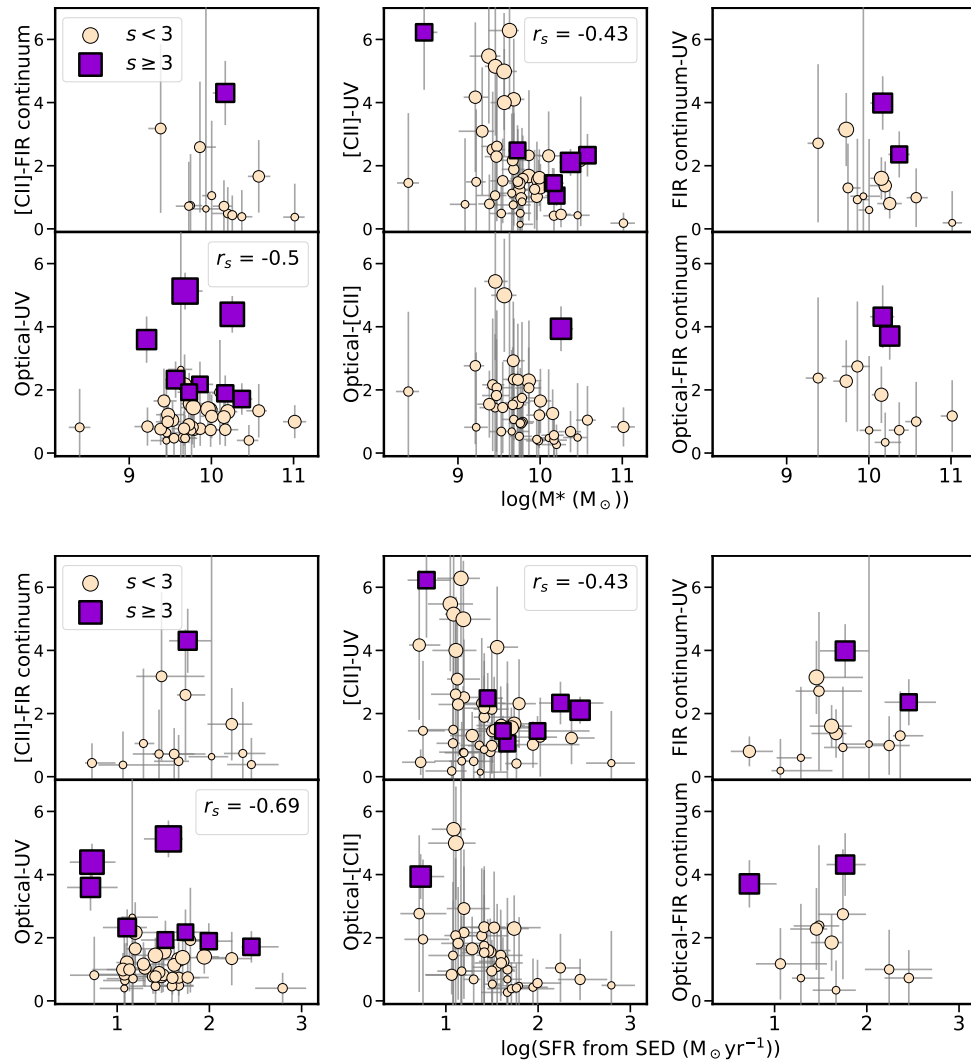 s < 3
s ≥ 3
[CII]-FIR continuum
0
2
4
6
r_s = -0.43
[CII]-UV
0
2
4
6
FIR continuum-UV
0
2
4
6
r_s = -0.5
Optical-UV
0
2
4
6
9 10 11
Optical-[CII]
0
2
4
6
9 10 11
log(M* (M⊙))
Optical-FIR continuum
0
2
4
6
9 10 11
s < 3
s ≥ 3
[CII]-FIR continuum
0
2
4
6
r_s = -0.43
[CII]-UV
0
2
4
6
FIR continuum-UV
0
2
4
6
r_s = -0.69
Optical-UV
0
2
4
6
1 2 3
Optical-[CII]
0
2
4
6
1 2 3
log(SFR from SED (M⊙yr⁻¹))
Optical-FIR continuum
0
2
4
6
1 2 3